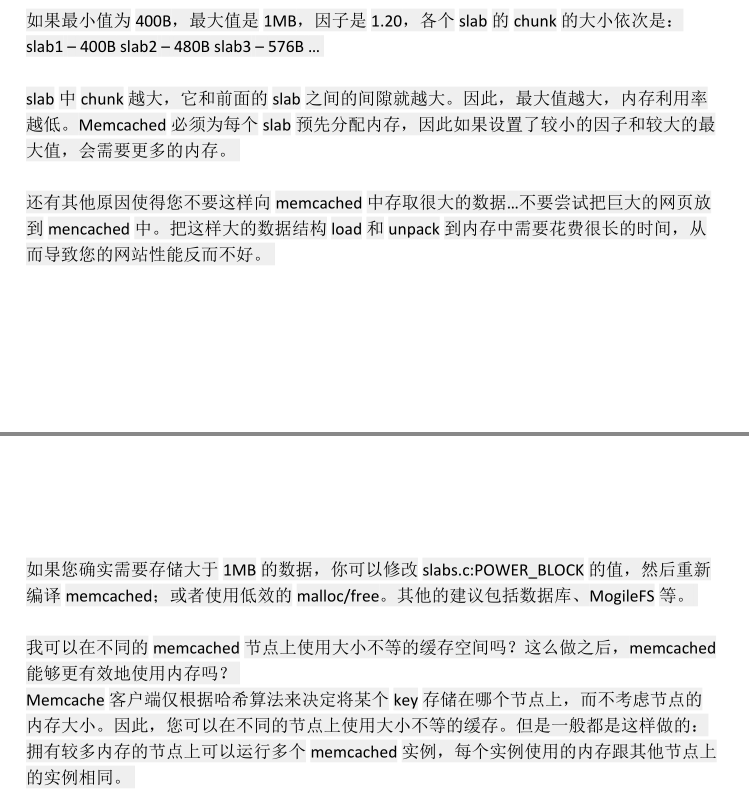 如果最小值为 400B，最大值是 1MB，因子是 1.20，各个 slab 的 chunk 的大小依次是：
slab1 – 400B slab2 – 480B slab3 – 576B ...
slab 中 chunk 越大，它和前面的 slab 之间的间隙就越大。因此，最大值越大，内存利用率
越低。Memcached 必须为每个 slab 预先分配内存，因此如果设置了较小的因子和较大的最
大值，会需要更多的内存。
还有其他原因使得您不要这样向 memcached 中存取很大的数据...不要尝试把巨大的网页放
到 mencached 中。把这样大的数据结构 load 和 unpack 到内存中需要花费很长的时间，从
而导致您的网站性能反而不好。
如果您确实需要存储大于 1MB 的数据，你可以修改 slabs.c:POWER_BLOCK 的值，然后重新
编译 memcached；或者使用低效的 malloc/free。其他的建议包括数据库、MogileFS 等。
我可以在不同的 memcached 节点上使用大小不等的缓存空间吗？这么做之后，memcached
能够更有效地使用内存吗？
Memcache 客户端仅根据哈希算法来决定将某个 key 存储在哪个节点上，而不考虑节点的
内存大小。因此，您可以在不同的节点上使用大小不等的缓存。但是一般都是这样做的：
拥有较多内存的节点上可以运行多个 memcached 实例，每个实例使用的内存跟其他节点上
的实例相同。